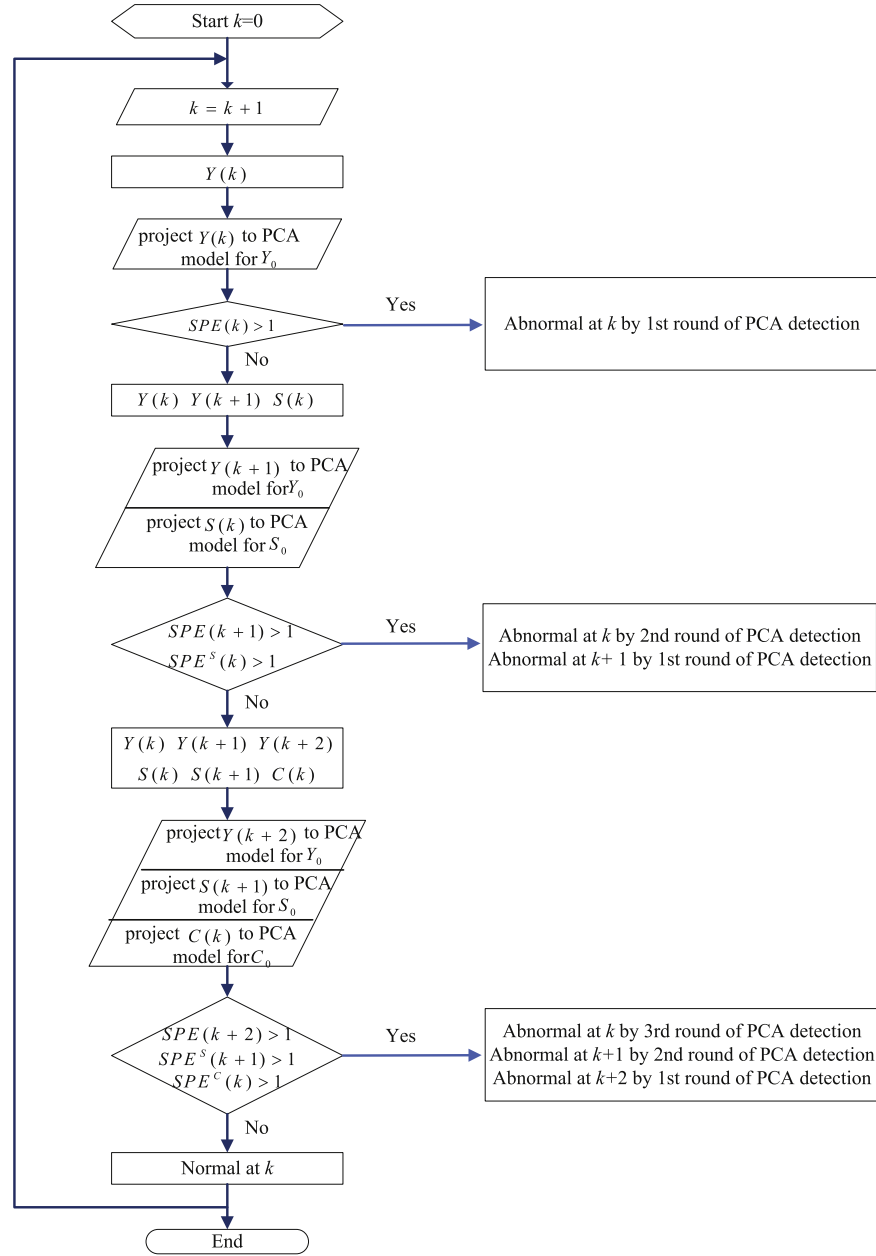 Start k=0
k = k + 1
Y(k)
project Y(k) to PCA
model for Y₀
SPE(k) > 1
Yes
Abnormal at k by 1st round of PCA detection
No
Y(k) Y(k + 1) S(k)
project Y(k + 1) to PCA
model for Y₀
project S(k) to PCA
model for S₀
SPE(k + 1) > 1
SPE^S(k) > 1
Yes
Abnormal at k by 2nd round of PCA detection
Abnormal at k+ 1 by 1st round of PCA detection
No
Y(k) Y(k + 1) Y(k + 2)
S(k) S(k + 1) C(k)
project Y(k + 2) to PCA
model for Y₀
project S(k + 1) to PCA
model for S₀
project C(k) to PCA
model for C₀
SPE(k + 2) > 1
SPE^S(k + 1) > 1
SPE^C(k) > 1
Yes
Abnormal at k by 3rd round of PCA detection
Abnormal at k+1 by 2nd round of PCA detection
Abnormal at k+2 by 1st round of PCA detection
No
Normal at k
End